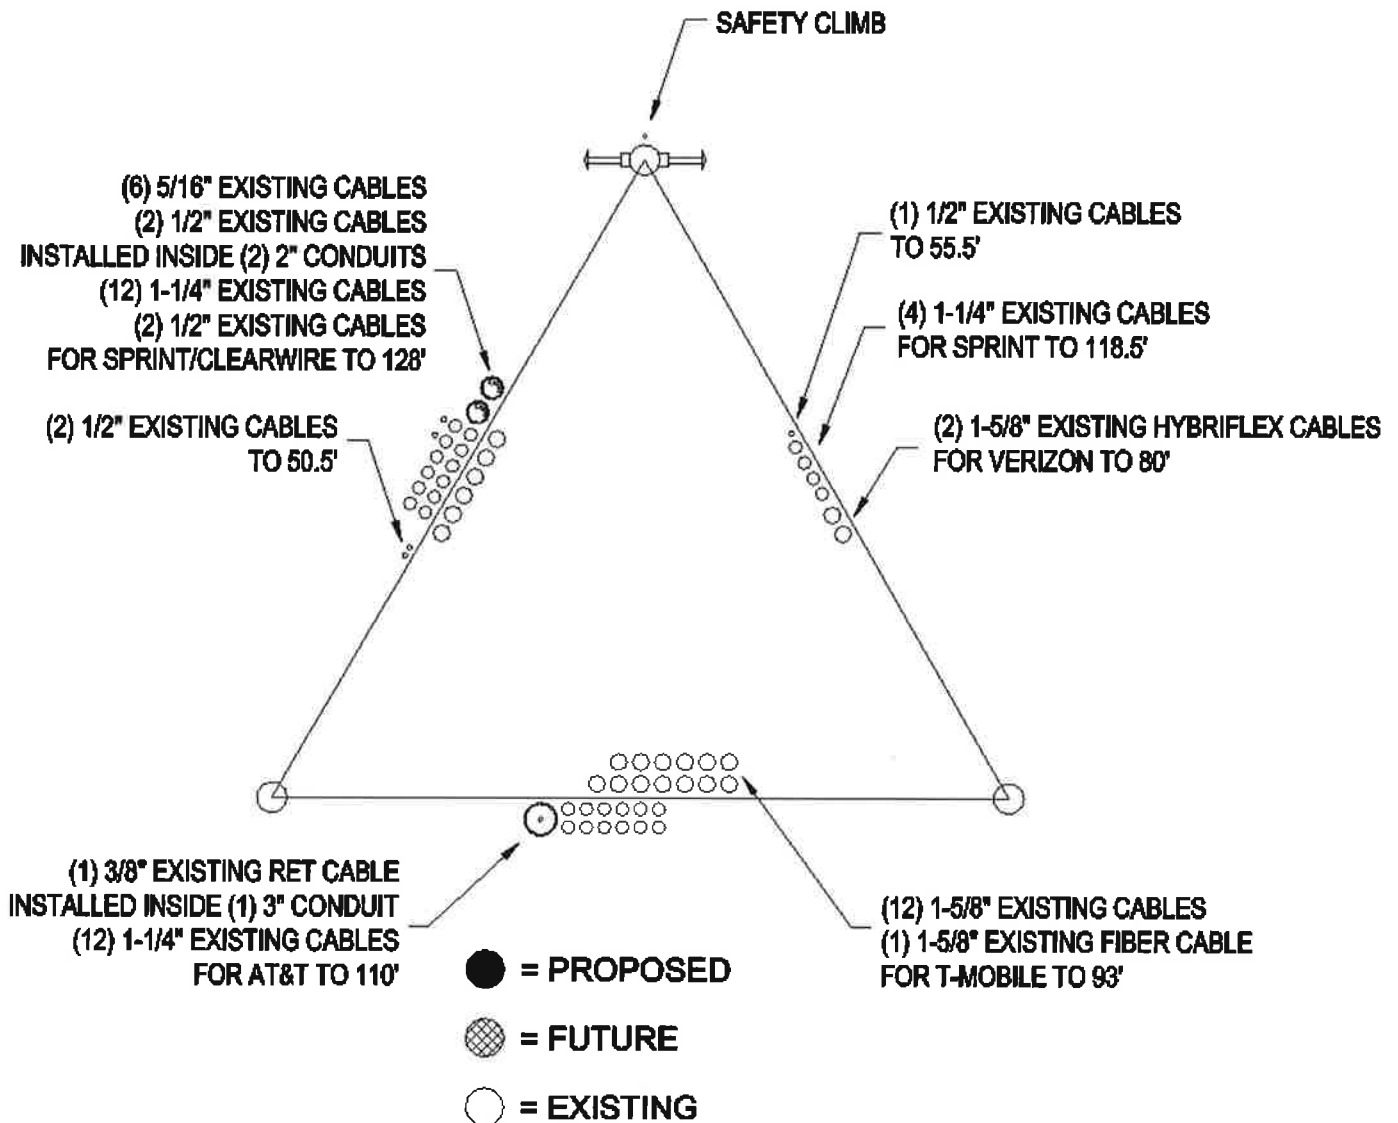 SAFETY CLIMB
(6) 5/16" EXISTING CABLES
(2) 1/2" EXISTING CABLES
INSTALLED INSIDE (2) 2" CONDUITS
(12) 1-1/4" EXISTING CABLES
(2) 1/2" EXISTING CABLES
FOR SPRINT/CLEARWIRE TO 128'
(2) 1/2" EXISTING CABLES
TO 50.5'
(1) 1/2" EXISTING CABLES
TO 55.5'
(4) 1-1/4" EXISTING CABLES
FOR SPRINT TO 118.5'
(2) 1-5/8" EXISTING HYBRIFLEX CABLES
FOR VERIZON TO 80'
(1) 3/8" EXISTING RET CABLE
INSTALLED INSIDE (1) 3" CONDUIT
(12) 1-1/4" EXISTING CABLES
FOR AT&T TO 110'
(12) 1-5/8" EXISTING CABLES
(1) 1-5/8" EXISTING FIBER CABLE
FOR T-MOBILE TO 93'
= PROPOSED
= FUTURE
= EXISTING